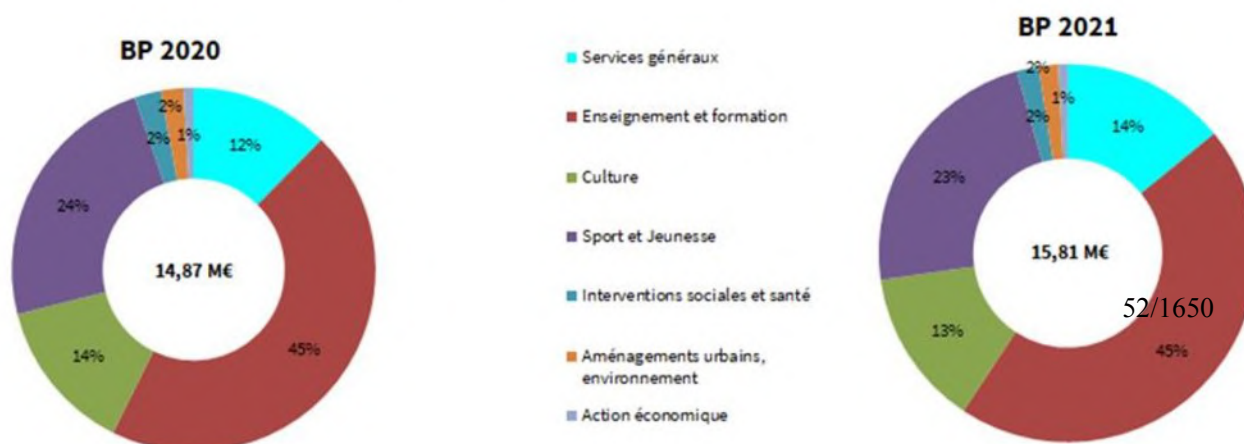 BP 2020
2%
2%
1%
12%
24%
14,87 M€
14%
45%
Services généraux
Enseignement et formation
Culture
Sport et Jeunesse
Interventions sociales et santé
Aménagements urbains,
environnement
Action économique
BP 2021
2%
2%
1%
14%
23%
15,81 M€
13%
45%
52/1650